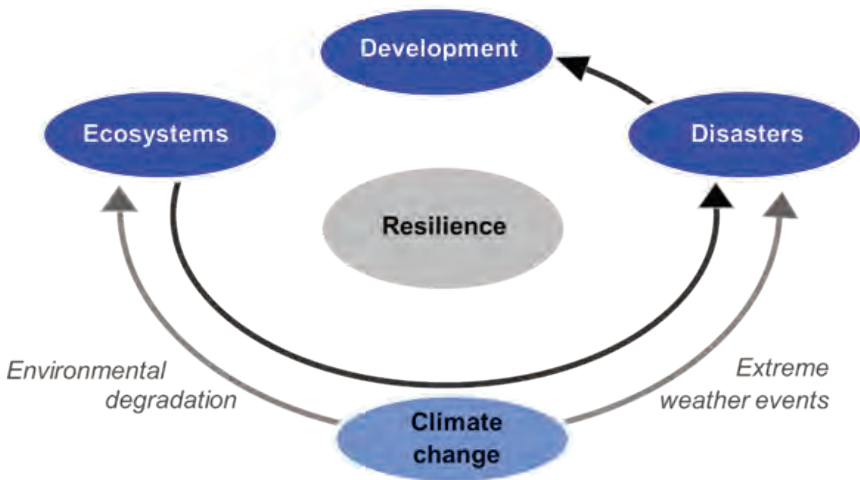 Development
Ecosystems
Disasters
Resilience
Environmental
degradation
Extreme
weather events
Climate
change